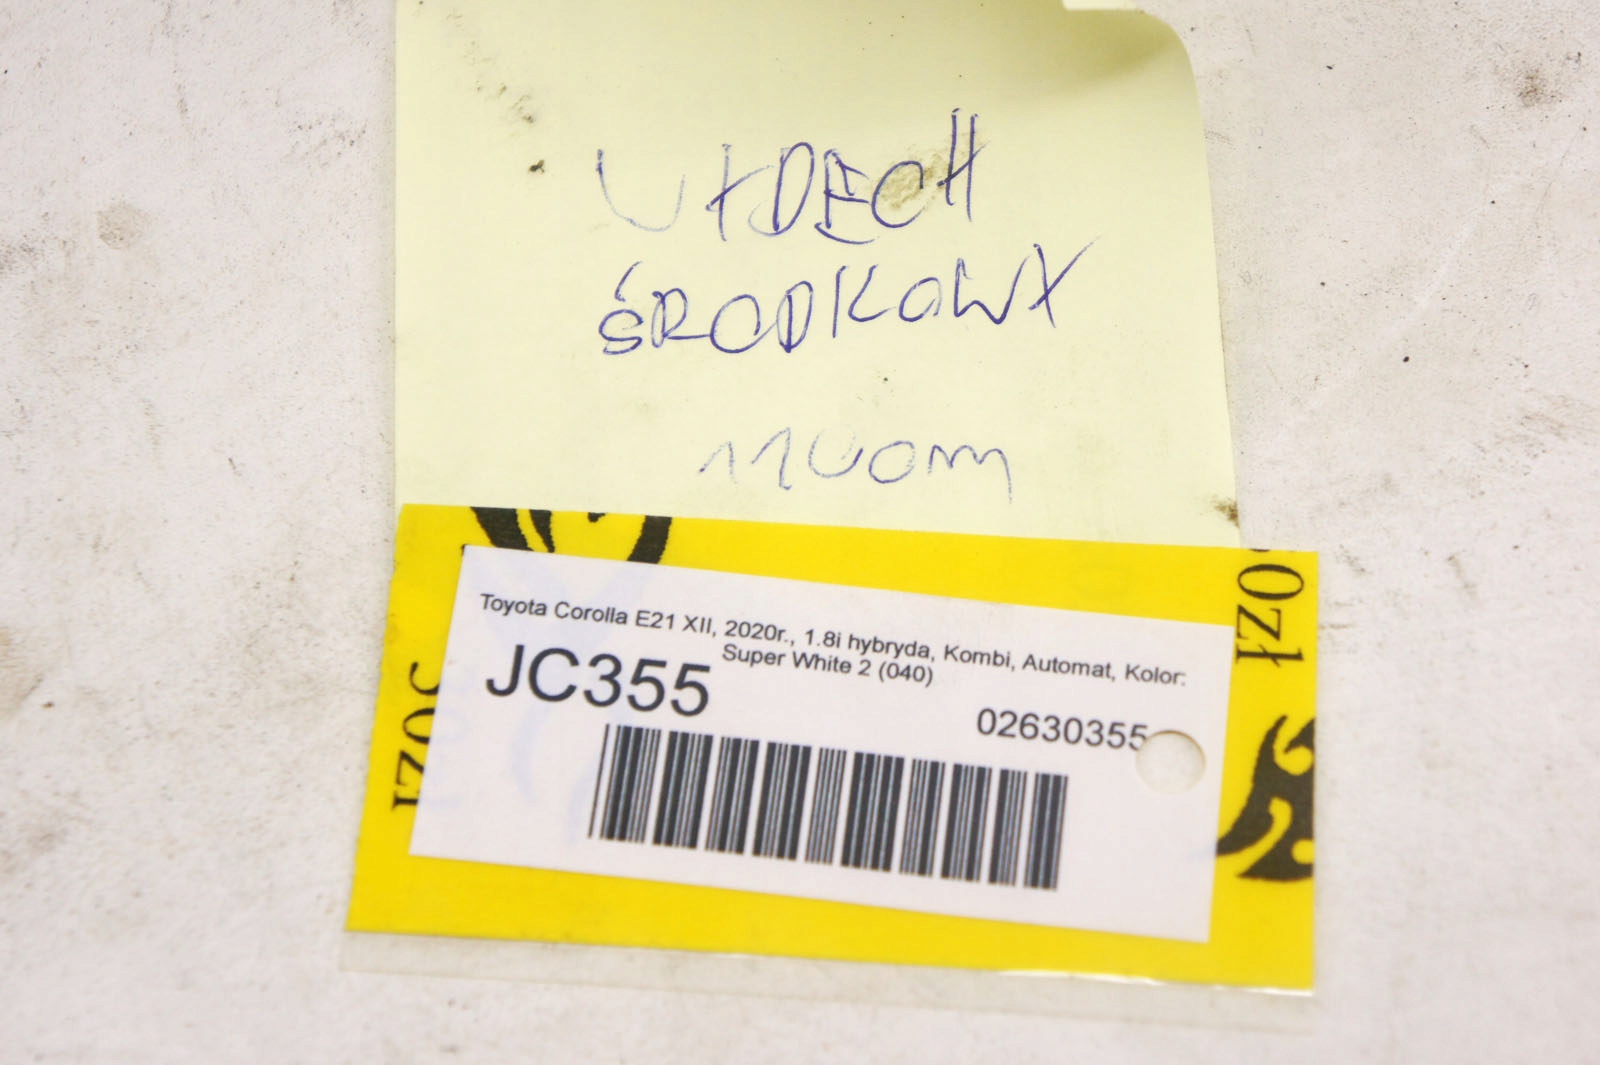 WYDECH
ŚRODKOWY
Toyota Corolla E21 XII, 2020r., 1.8i hybryda, Kombi, Automat, Kolor:
Super White 2 (040)
JC355
02630355
0zł